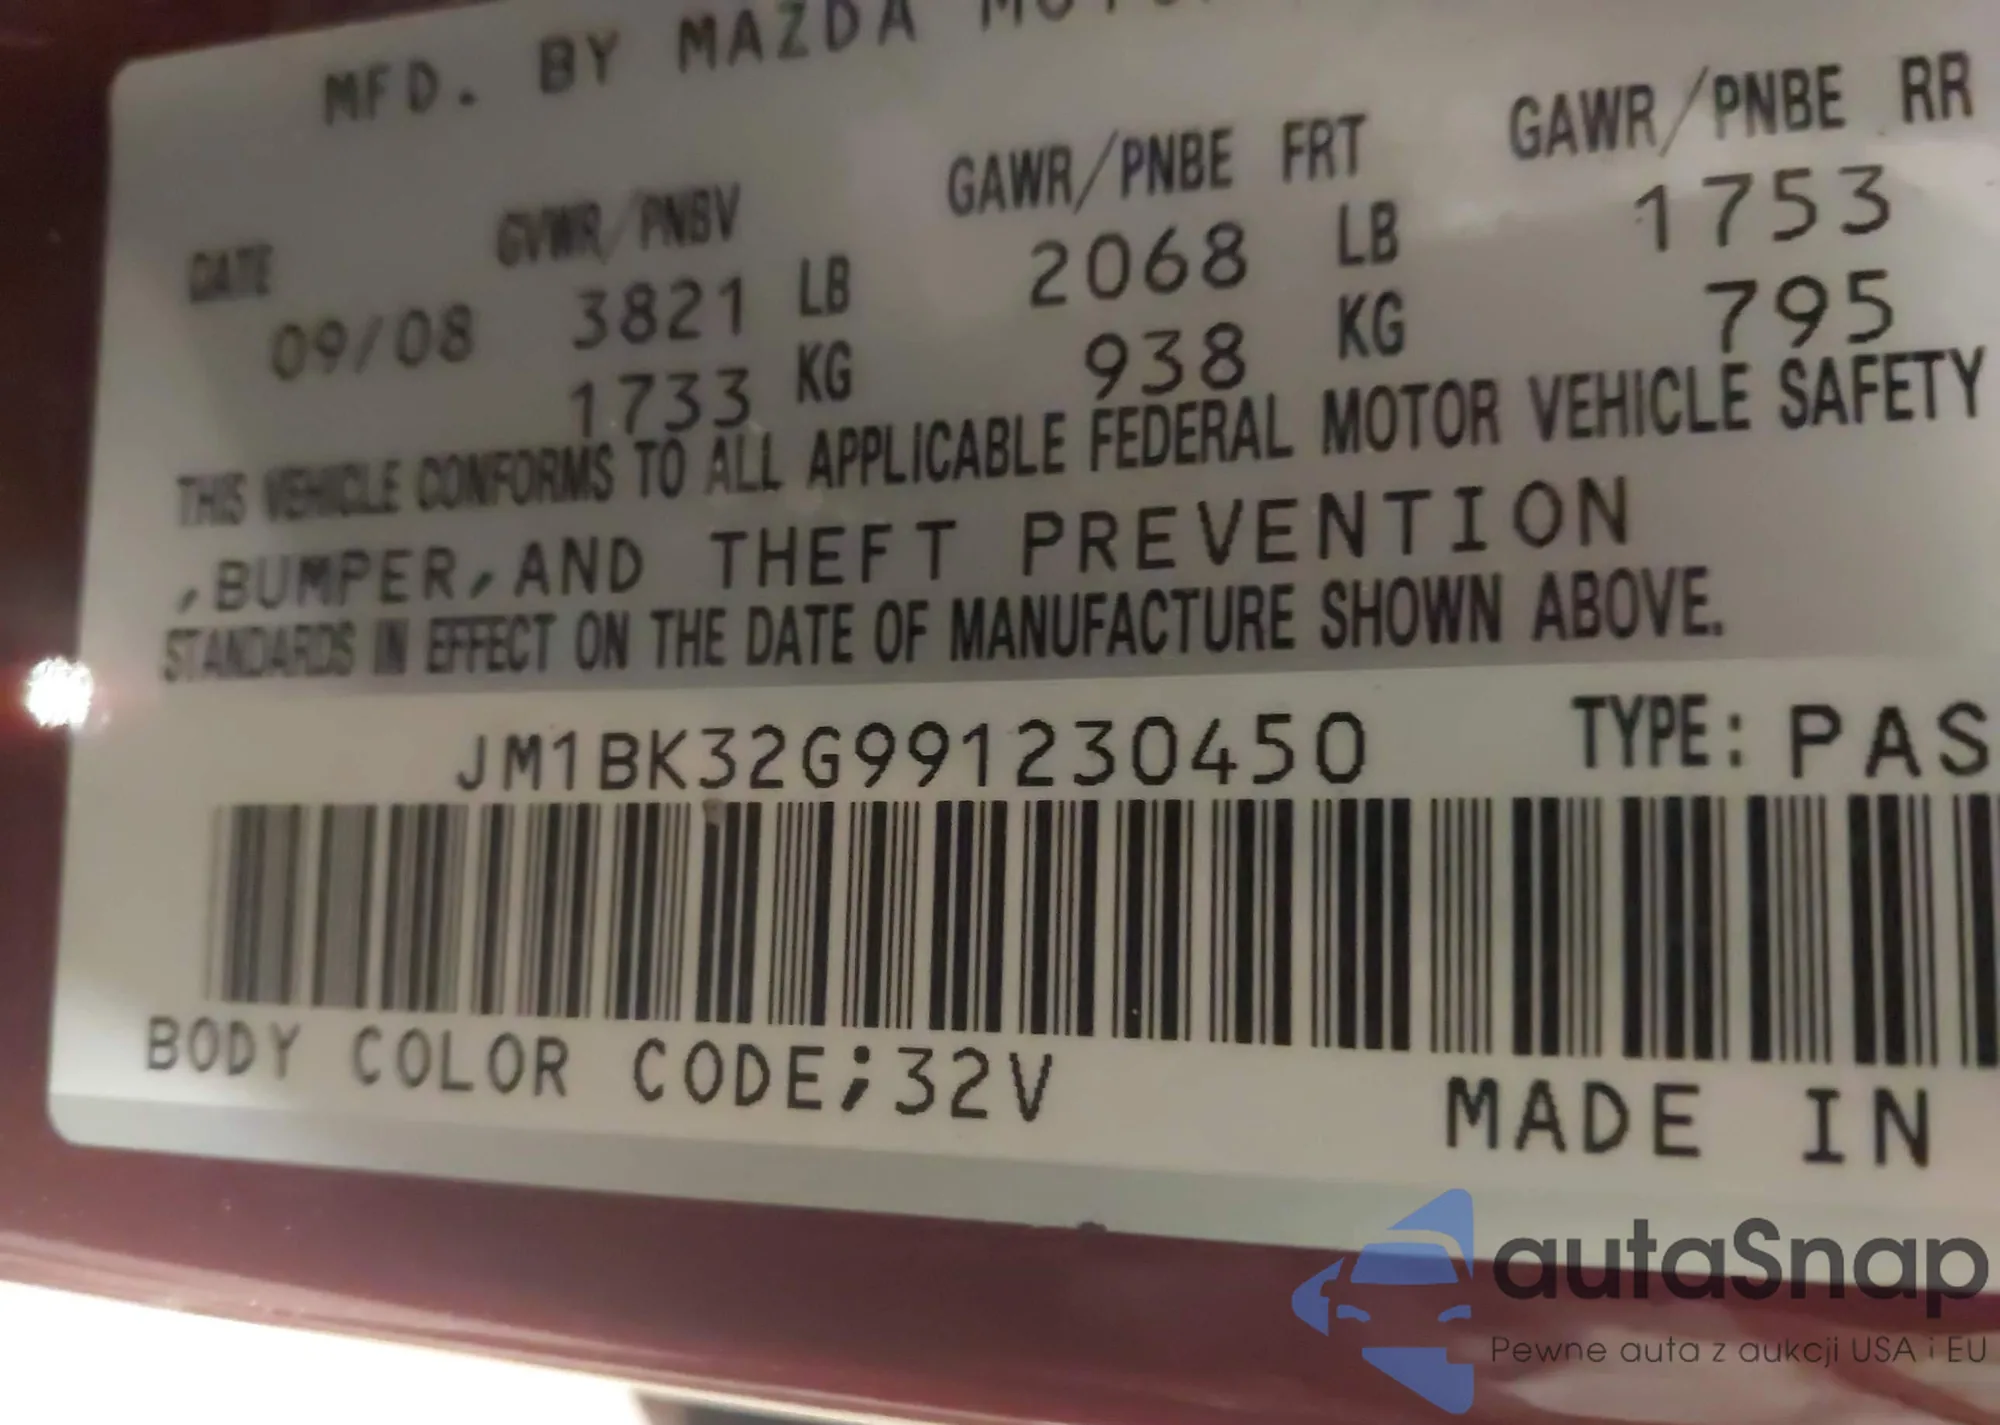 MFD. BY MAZDA
DATE GVWR/PNBV GAWR/PNBE FRT GAWR/PNBE RR
09/08 3821 LB 2068 LB 1753
1733 KG 938 KG 795
THIS VEHICLE CONFORMS TO ALL APPLICABLE FEDERAL MOTOR VEHICLE SAFETY
,BUMPER,AND THEFT PREVENTION
STANDARDS IN EFFECT ON THE DATE OF MANUFACTURE SHOWN ABOVE.
JM1BK32G991230450 TYPE: PAS
BODY COLOR CODE;32V MADE IN
autaSnap
Pewne auta z aukcji USA i EU